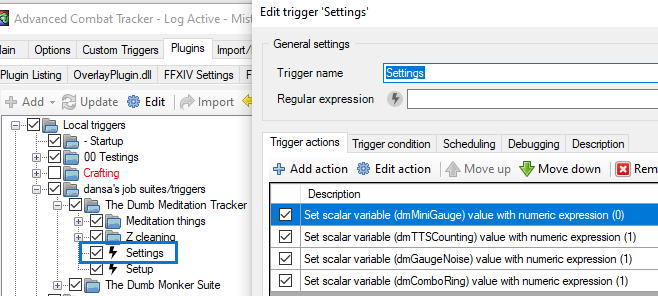 Advanced Combat Tracker - Log Active - Mist
Main Options Custom Triggers Plugins Import/
Plugin Listing OverlayPlugin.dll FFXIV Settings F
Add Update Edit Import
Local triggers
- Startup
00 Testings
Crafting
dansa's job suites/triggers
The Dumb Meditation Tracker
Meditation things
Z cleaning
Settings
Setup
The Dumb Monker Suite
Edit trigger 'Settings'
General settings
Trigger name Settings
Regular expression
Trigger actions Trigger condition Scheduling Debugging Description
Add action Edit action Move up Move down Rem
Description
Set scalar variable (dmMiniGauge) value with numeric expression (0)
Set scalar variable (dmTTSCounting) value with numeric expression (1)
Set scalar variable (dmGaugeNoise) value with numeric expression (1)
Set scalar variable (dmComboRing) value with numeric expression (1)